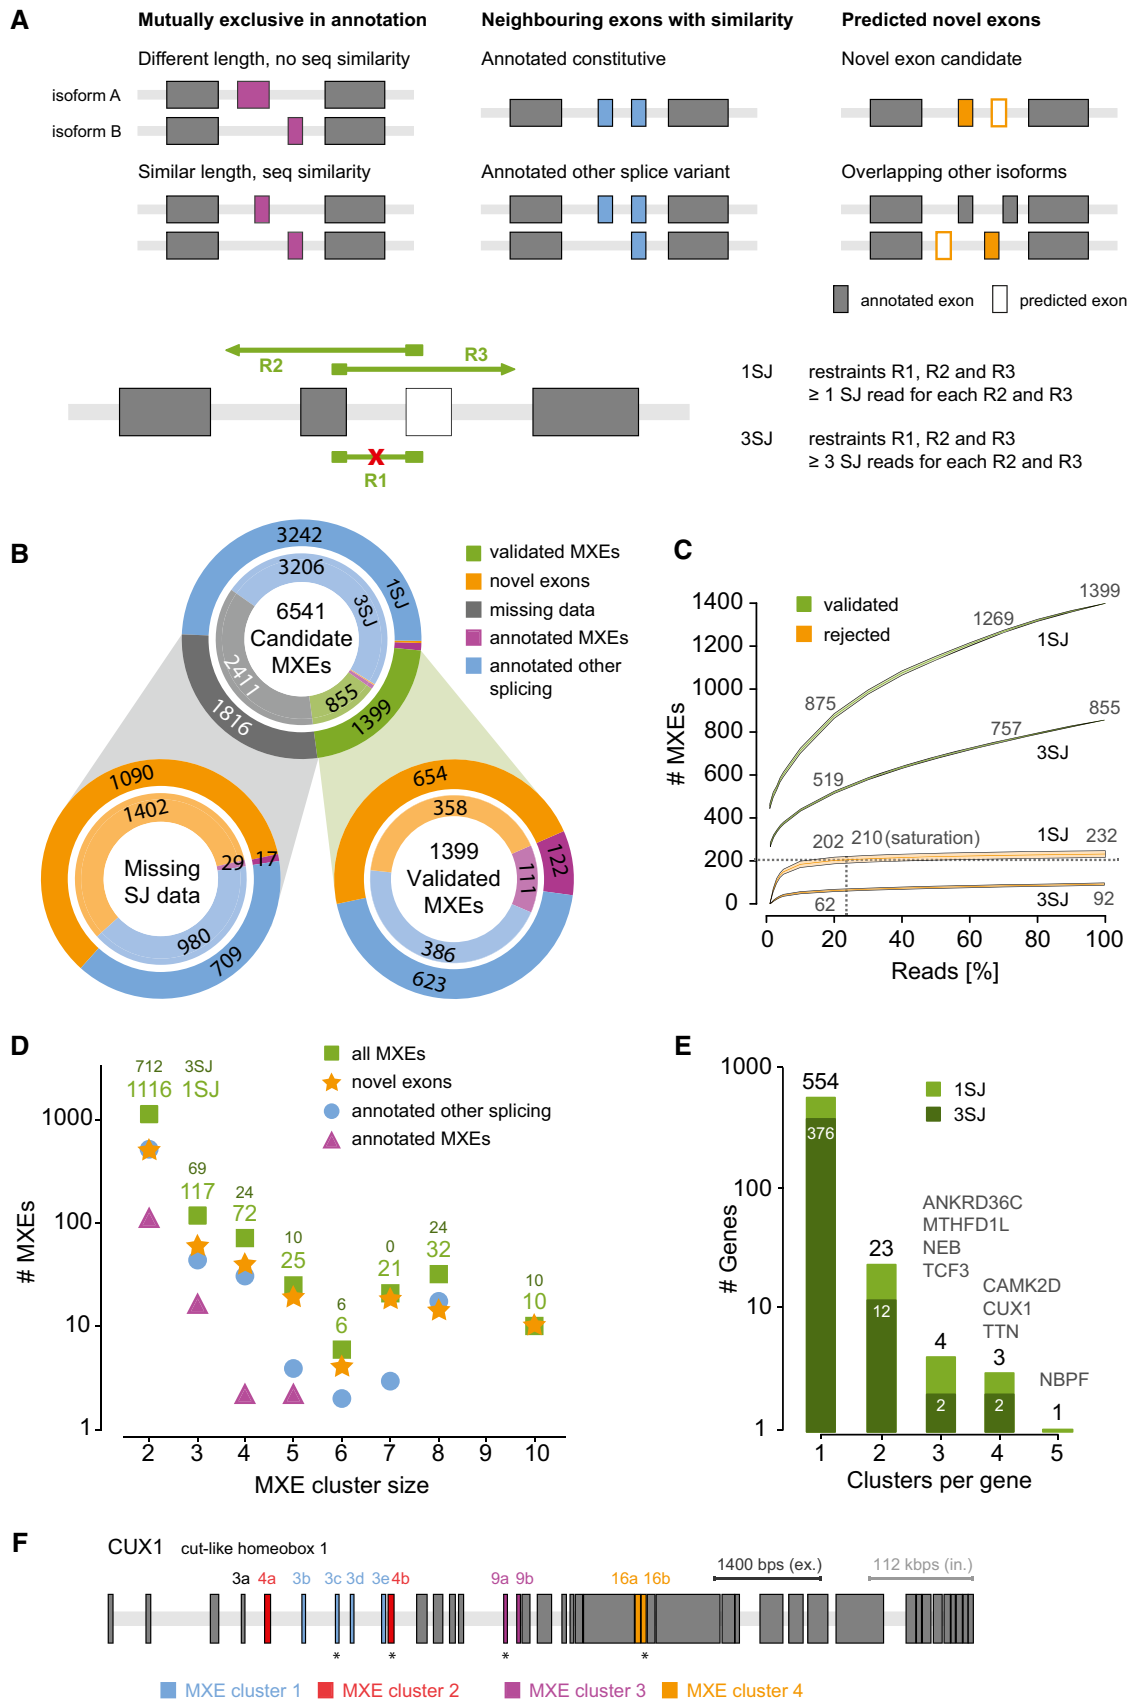 A
Mutually exclusive in annotation
Neighbouring exons with similarity
Predicted novel exons
Different length, no seq similarity
Annotated constitutive
Novel exon candidate
isoform A
isoform B
Similar length, seq similarity
Annotated other splice variant
Overlapping other isoforms
annotated exon
predicted exon
R2
R3
X
R1
1SJ restraints R1, R2 and R3
≥ 1 SJ read for each R2 and R3
3SJ restraints R1, R2 and R3
≥ 3 SJ reads for each R2 and R3
B
3242
3206
1SJ
3SJ
6541
Candidate
MXEs
2411
855
1816
1399
validated MXEs
novel exons
missing data
annotated MXEs
annotated other
splicing
1090
1402
Missing
SJ data
29
17
980
709
654
358
1399
Validated
MXEs
122
111
386
623
C
validated
rejected
# MXEs
1400
1200
1000
800
600
400
200
0
1399
1269
1SJ
875
855
757
3SJ
519
202
210(saturation)
1SJ
232
62
3SJ
92
0 20 40 60 80 100
Reads [%]
D
all MXEs
novel exons
annotated other splicing
annotated MXEs
712 3SJ
1116 1SJ
69
117
24
72
10
25
6
6
0
21
24
32
10
10
# MXEs
1000
100
10
1
2 3 4 5 6 7 8 9 10
MXE cluster size
E
1SJ
3SJ
# Genes
1000
100
10
1
554
376
23
12
ANKRD36C
MTHFD1L
NEB
TCF3
4
2
CAMK2D
CUX1
TTN
3
2
NBPF
1
1 2 3 4 5
Clusters per gene
F
CUX1 cut-like homeobox 1
1400 bps (ex.)
112 kbps (in.)
3a 4a 3b 3c 3d 3e 4b 9a 9b 16a 16b
* * * *
MXE cluster 1
MXE cluster 2
MXE cluster 3
MXE cluster 4